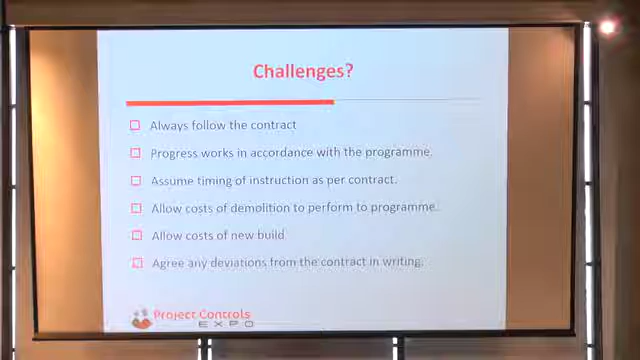 Challenges?
Always follow the contract
Progress works in accordance with the programme.
Assume timing of instruction as per contract.
Allow costs of demolition to perform to programme.
Allow costs of new build
Agree any deviations from the contract in writing.
Project Controls
EXPO